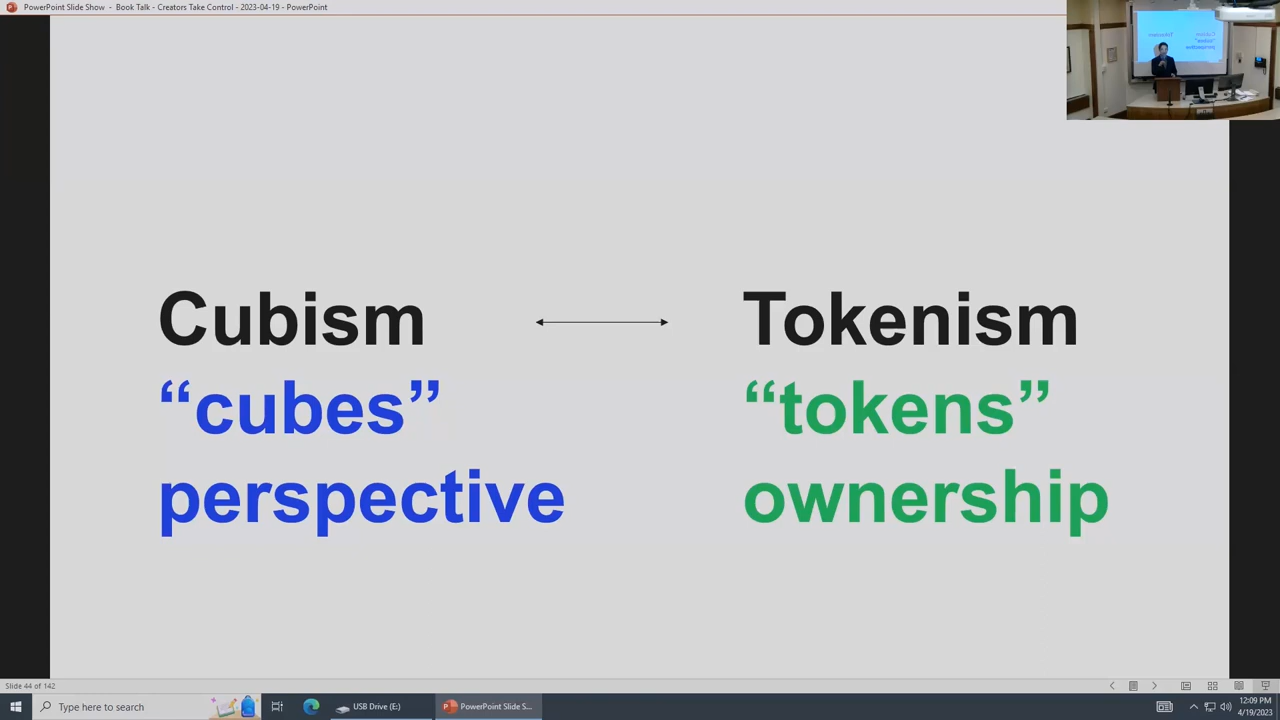 PowerPoint Slide Show - Book Talk - Creators Take Control - 2023-04-19 - PowerPoint
Cubism
“cubes”
perspective
Tokenism
“tokens”
ownership
Slide 44 of 142
Type here to search
USB Drive (E:)
PowerPoint Slide S...
12:09 PM
4/19/2023